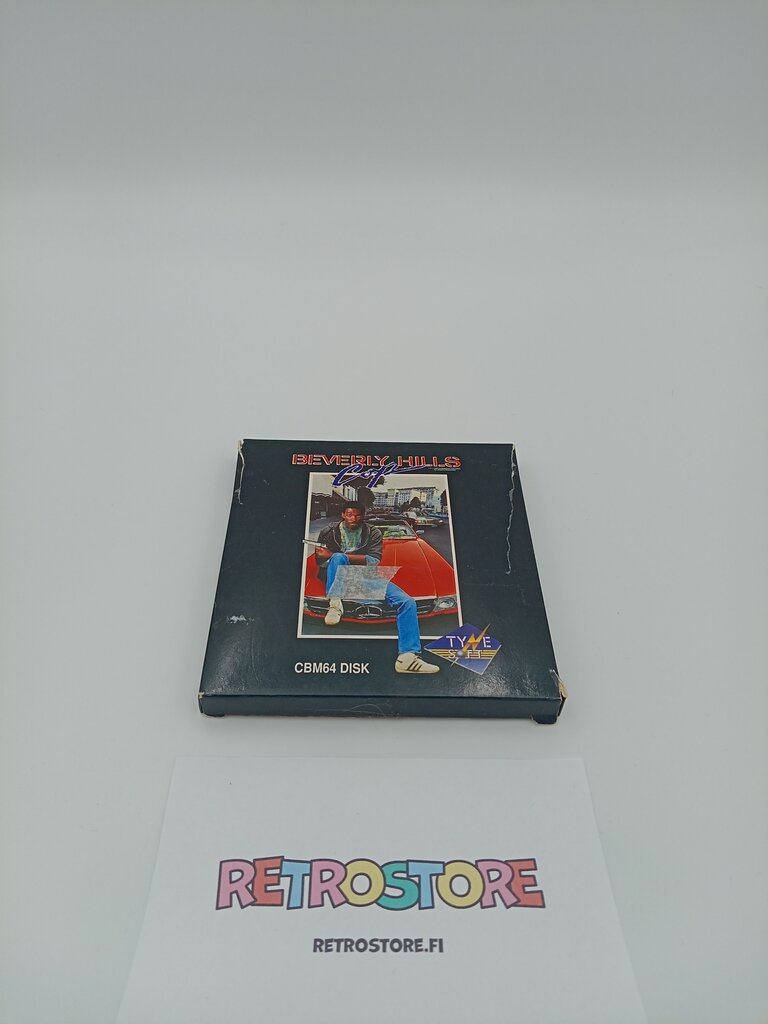 BEVERLY HILLS
Cop
TYNE
SOFT
CBM64 DISK
RETROSTORE
RETROSTORE.FI